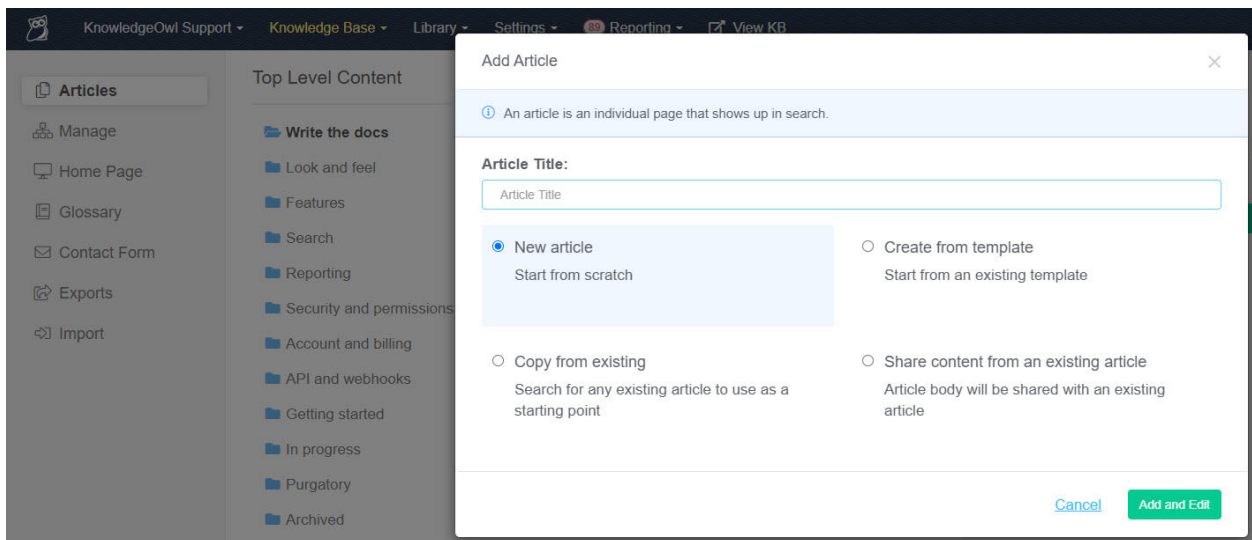 KnowledgeOwl Support Knowledge Base Library Settings 89 Reporting View KB
Articles
Manage
Home Page
Glossary
Contact Form
Exports
Import
Top Level Content
Write the docs
Look and feel
Features
Search
Reporting
Security and permissions
Account and billing
API and webhooks
Getting started
In progress
Purgatory
Archived
Add Article
An article is an individual page that shows up in search.
Article Title:
Article Title
New article
Start from scratch
Create from template
Start from an existing template
Copy from existing
Search for any existing article to use as a
starting point
Share content from an existing article
Article body will be shared with an existing
article
Cancel Add and Edit